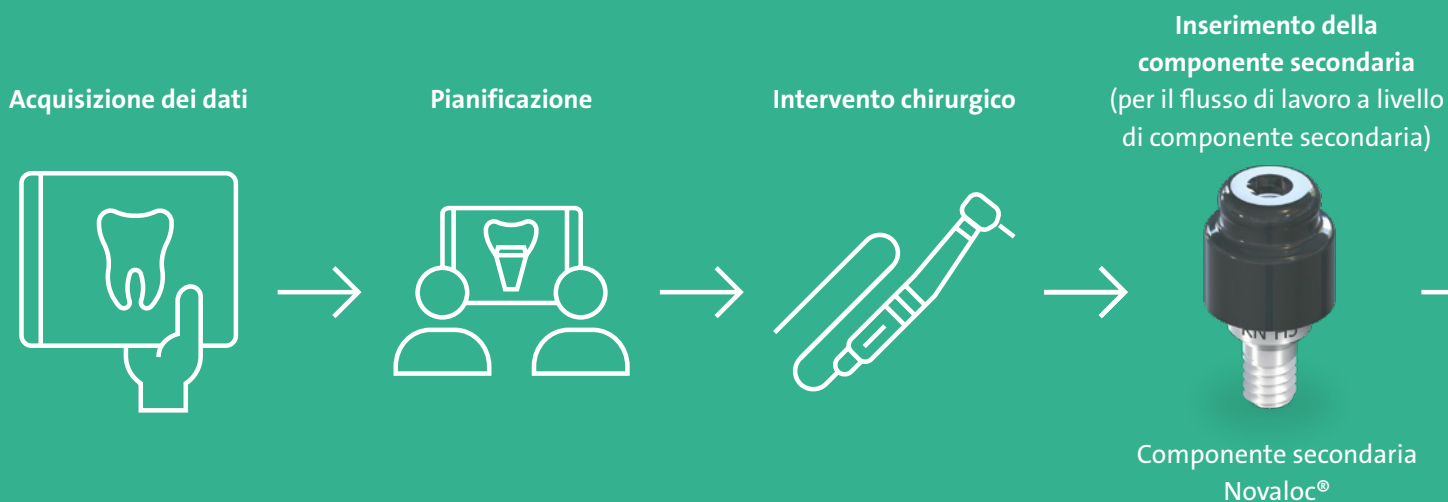 Acquisizione dei dati
Pianificazione
Intervento chirurgico
Inserimento della
componente secondaria
(per il flusso di lavoro a livello
di componente secondaria)
Componente secondaria
Novaloc®